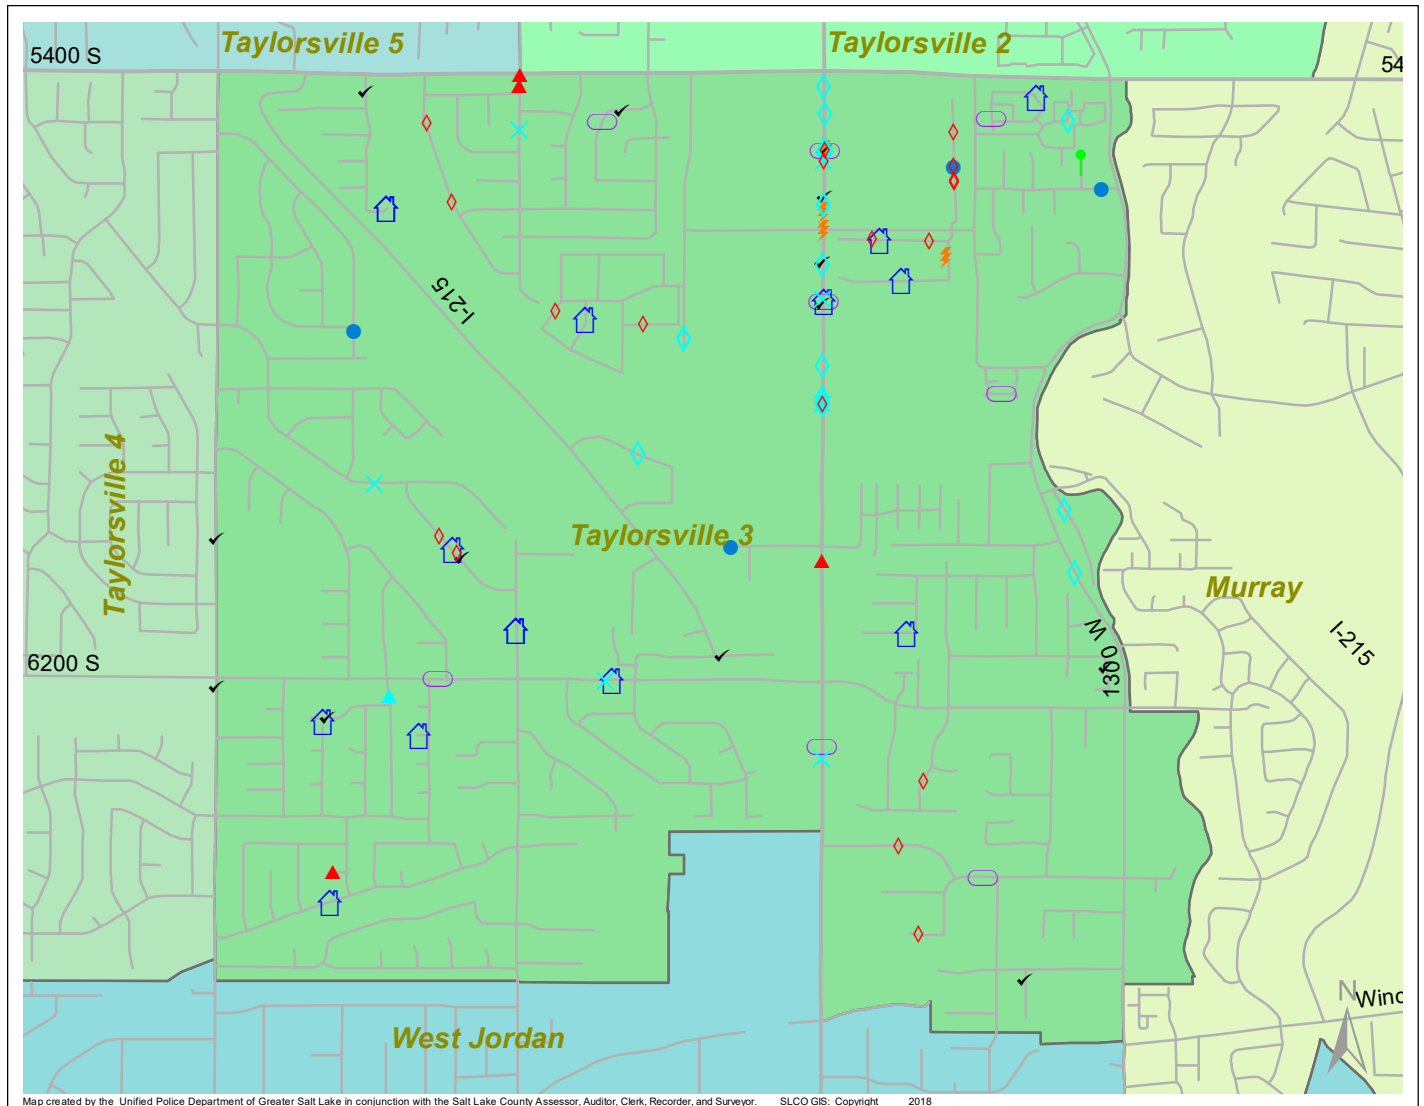 Taylorsville 5
Taylorsville 2
5400 S
54
I-215
Taylorsville 4
Taylorsville 3
Murray
I-215
1300 W
6200 S
N
West Jordan
Map created by the Unified Police Department of Greater Salt Lake in conjunction with the Salt Lake County Assessor, Auditor, Clerk, Recorder, and Surveyor. SLCO GIS: Copyright 2018